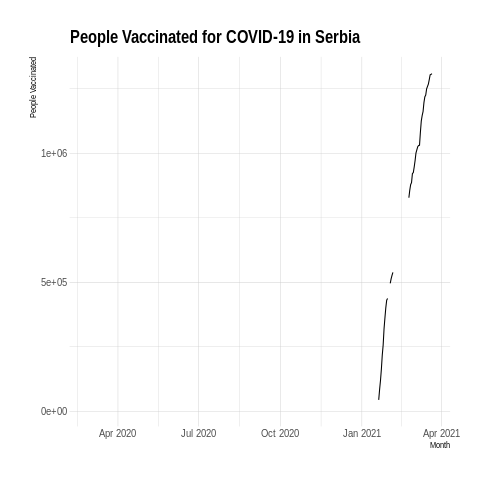 People Vaccinated for COVID-19 in Serbia
People Vaccinated
1e+06
5e+05
0e+00
Apr 2020 Jul 2020 Oct 2020 Jan 2021 Apr 2021
Month